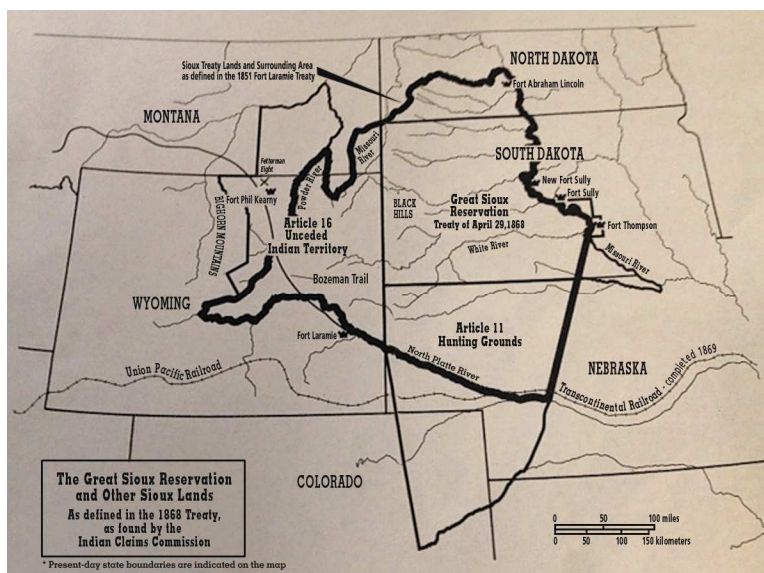 NORTH DAKOTA
Sioux Treaty Lands and Surrounding Area
as defined in the 1851 Fort Laramie Treaty
Fort Abraham Lincoln
MONTANA
Missouri
River
SOUTH DAKOTA
Fetterman
Eight
Powder River
New Fort Sully
Fort Sully
Fort Phil Kearny
BLACK
HILLS
Great Sioux
Reservation
Treaty of April 29,1868
BIGHORN MOUNTAINS
Article 16
Unceded
Indian Territory
Fort Thompson
White River
Missouri River
Bozeman Trail
WYOMING
Fort Laramie
Article 11
Hunting Grounds
North Platte River
NEBRASKA
Union Pacific Railroad
Transcontinental Railroad - completed 1869
COLORADO
The Great Sioux Reservation
and Other Sioux Lands
As defined in the 1868 Treaty,
as found by the
Indian Claims Commission
0 50 100 miles
0 50 100 150 kilometers
* Present-day state boundaries are indicated on the map